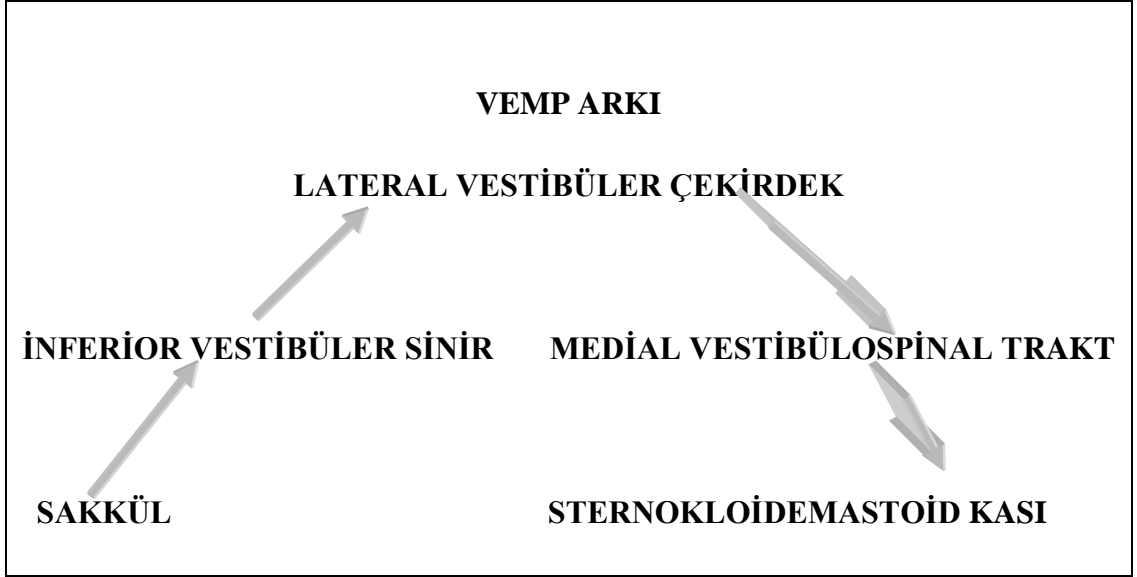 VEMP ARKI
LATERAL VESTİBÜLER ÇEKİRDEK
İNFERİOR VESTİBÜLER SİNİR MEDİAL VESTİBÜLOSPİNAL TRAKT
SAKKÜL STERNOKLOİDEMASTOİD KASI